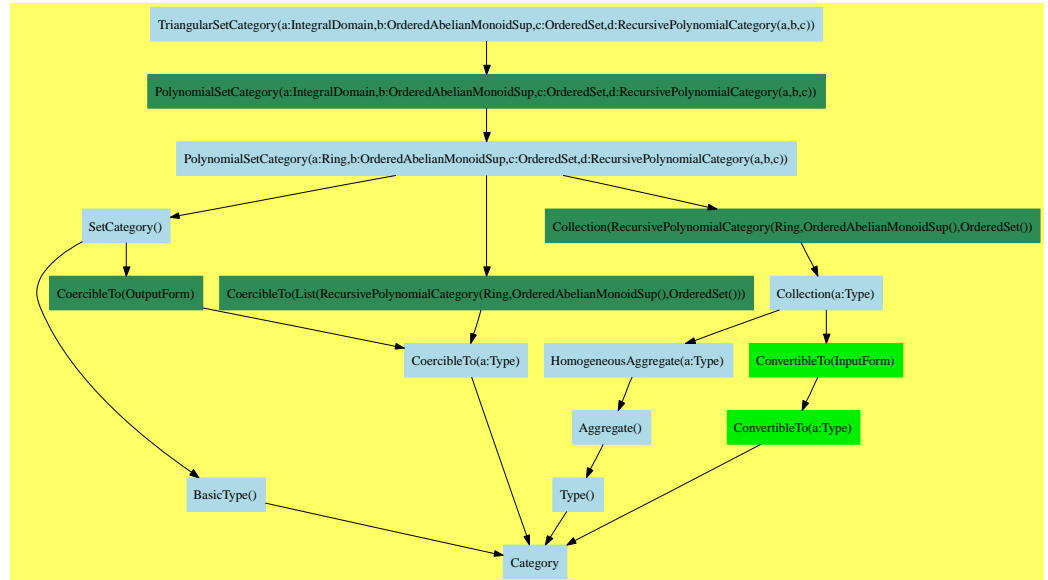 TriangularSetCategory(a:IntegralDomain,b:OrderedAbelianMonoidSup,c:OrderedSet,d:RecursivePolynomialCategory(a,b,c))
PolynomialSetCategory(a:IntegralDomain,b:OrderedAbelianMonoidSup,c:OrderedSet,d:RecursivePolynomialCategory(a,b,c))
PolynomialSetCategory(a:Ring,b:OrderedAbelianMonoidSup,c:OrderedSet,d:RecursivePolynomialCategory(a,b,c))
SetCategory()
Collection(RecursivePolynomialCategory(Ring,OrderedAbelianMonoidSup(),OrderedSet())
CoercibleTo(OutputForm)
CoercibleTo(List(RecursivePolynomialCategory(Ring,OrderedAbelianMonoidSup(),OrderedSet()))
Collection(a:Type)
CoercibleTo(a:Type)
HomogeneousAggregate(a:Type)
ConvertibleTo(InputForm)
Aggregate()
ConvertibleTo(a:Type)
BasicType()
Type()
Category